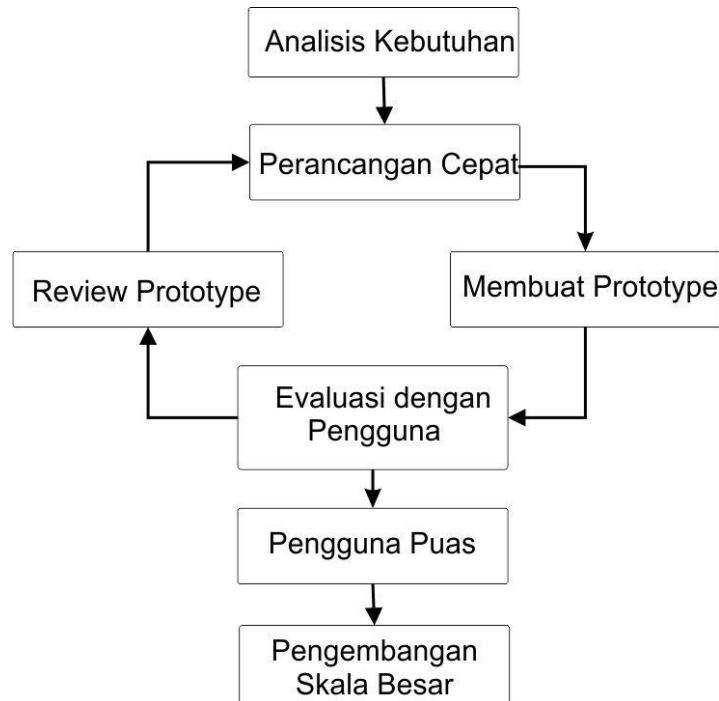 Analisis Kebutuhan
Perancangan Cepat
Review Prototype
Membuat Prototype
Evaluasi dengan
Pengguna
Pengguna Puas
Pengembangan
Skala Besar